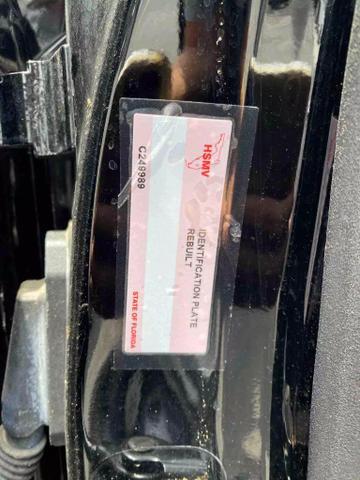 HSMV
IDENTIFICATION PLATE
REBUILT
C249989
STATE OF FLORIDA